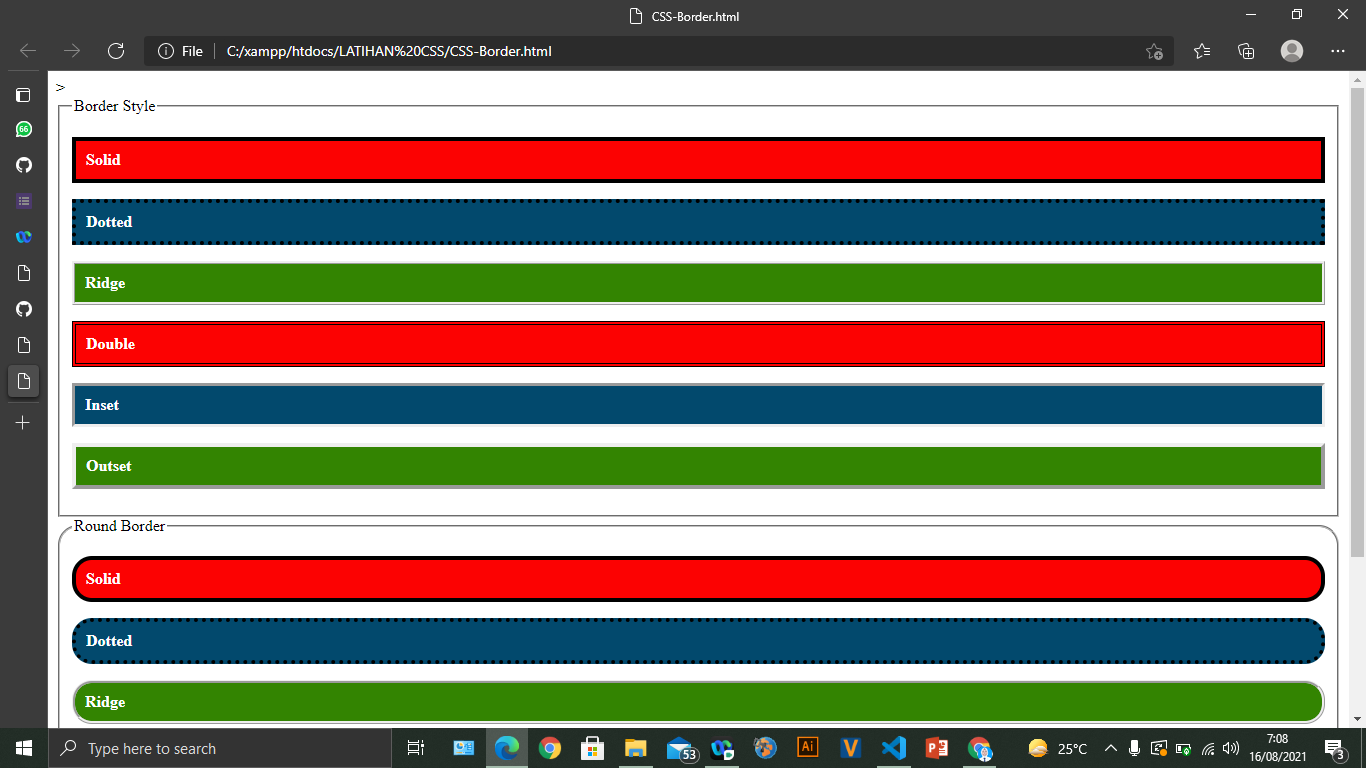 CSS-Border.html
File
C:/xampp/htdocs/LATIHAN%20CSS/CSS-Border.html
66
>
Border Style
Solid
Dotted
Ridge
Double
Inset
Outset
Round Border
Solid
Dotted
Ridge
Type here to search
53
Ai
25°C
7:08
16/08/2021
3